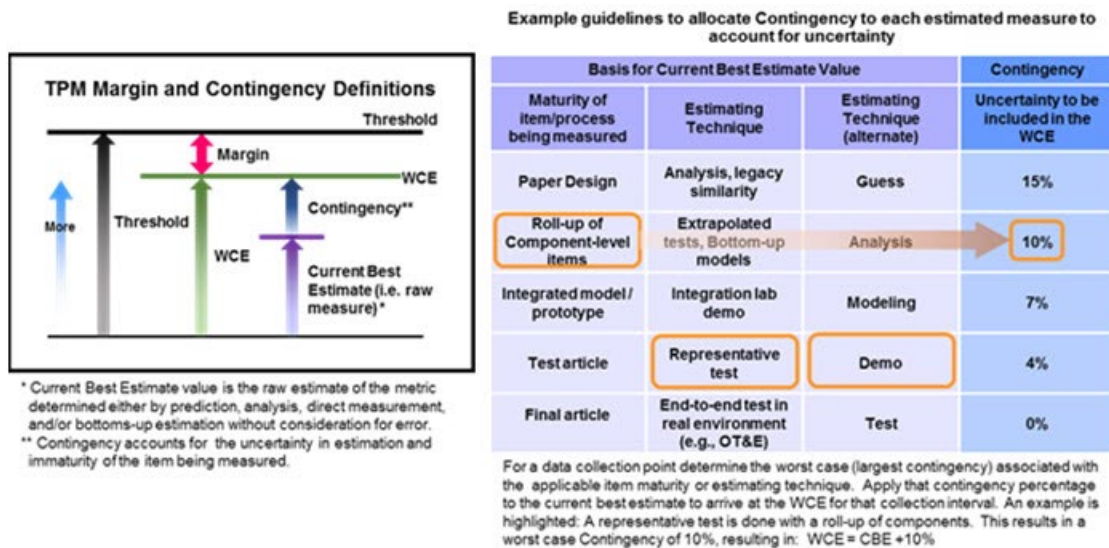 TPM Margin and Contingency Definitions
Threshold
Margin
WCE
More
Threshold
WCE
Contingency**
Current Best
Estimate (i.e. raw
measure)*
* Current Best Estimate value is the raw estimate of the metric
determined either by prediction, analysis, direct measurement,
and/or bottoms-up estimation without consideration for error.
** Contingency accounts for the uncertainty in estimation and
immaturity of the item being measured.
Example guidelines to allocate Contingency to each estimated measure to
account for uncertainty
Basis for Current Best Estimate Value
Contingency
Maturity of
item/process
being measured
Estimating
Technique
Estimating
Technique
(alternate)
Uncertainty to be
included in the
WCE
Paper Design
Analysis, legacy
similarity
Guess
15%
Roll-up of
Component-level
items
Extrapolated
tests, Bottom-up
models
Analysis
10%
Integrated model /
prototype
Integration lab
demo
Modeling
7%
Test article
Representative
test
Demo
4%
Final article
End-to-end test in
real environment
(e.g., OT&E)
Test
0%
For a data collection point determine the worst case (largest contingency) associated with
the applicable item maturity or estimating technique. Apply that contingency percentage
to the current best estimate to arrive at the WCE for that collection interval. An example is
highlighted: A representative test is done with a roll-up of components. This results in a
worst case Contingency of 10%, resulting in: WCE = CBE +10%